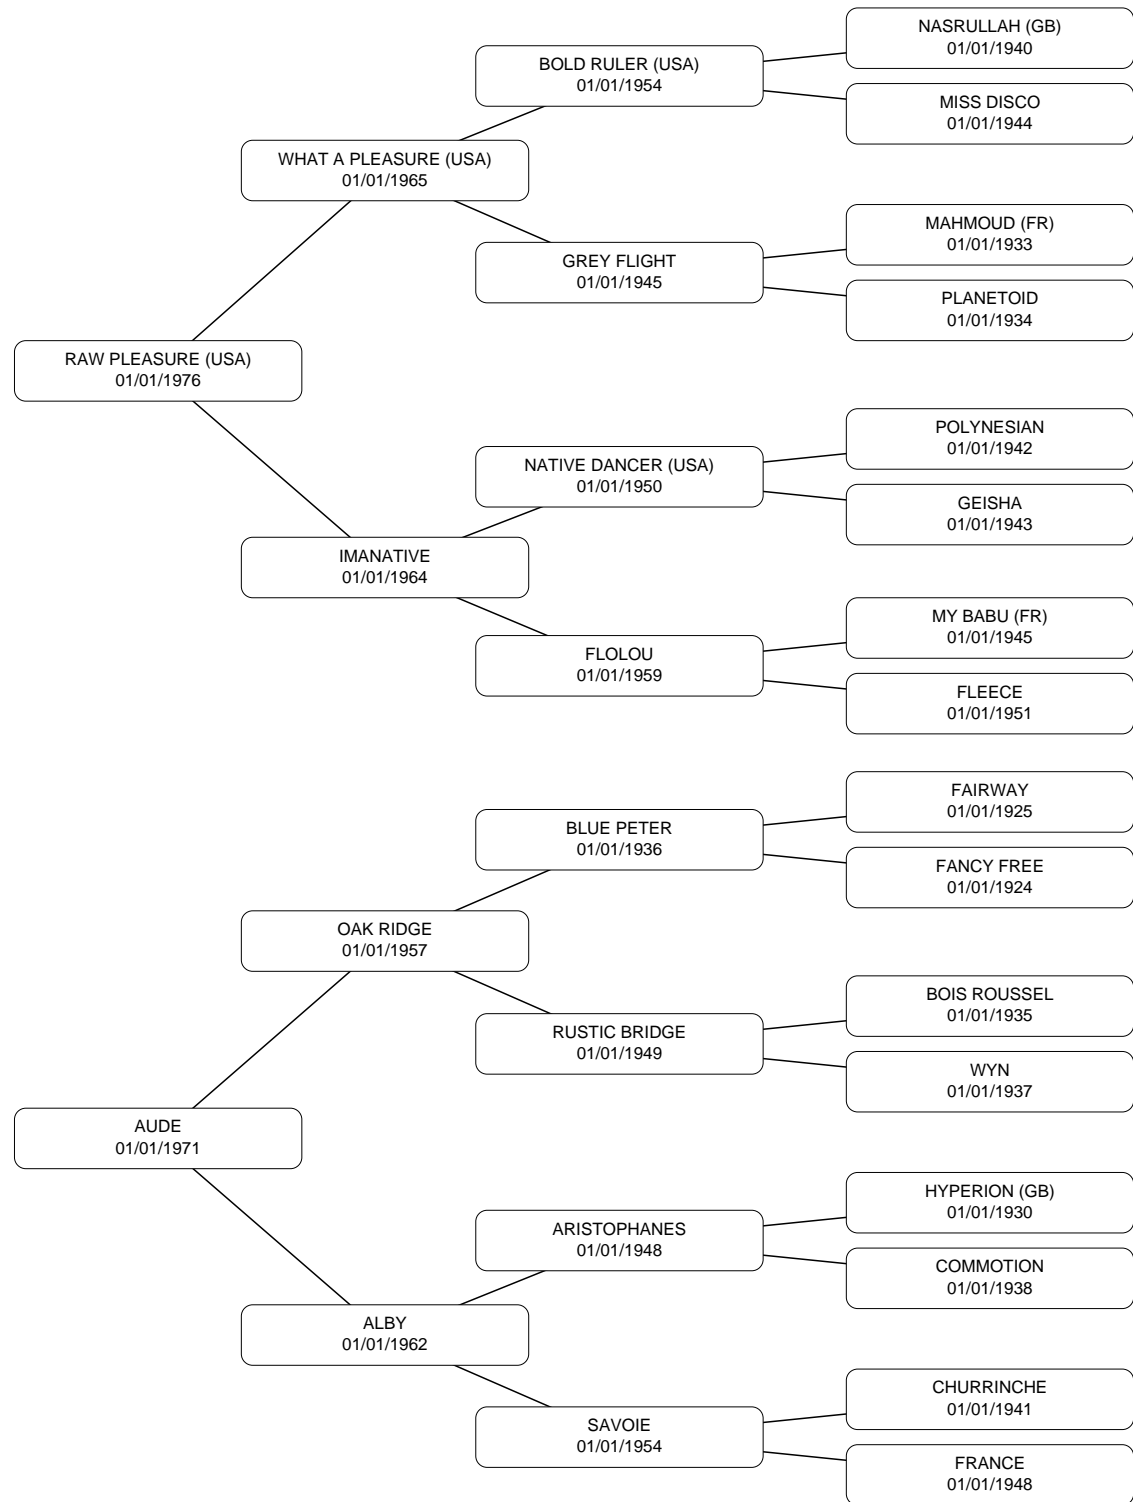 NASRULLAH (GB)
01/01/1940
BOLD RULER (USA)
01/01/1954
MISS DISCO
01/01/1944
WHAT A PLEASURE (USA)
01/01/1965
MAHMOUD (FR)
01/01/1933
GREY FLIGHT
01/01/1945
PLANETOID
01/01/1934
RAW PLEASURE (USA)
01/01/1976
POLYNESIAN
01/01/1942
NATIVE DANCER (USA)
01/01/1950
GEISHA
01/01/1943
IMANATIVE
01/01/1964
MY BABU (FR)
01/01/1945
FLOLOU
01/01/1959
FLEECE
01/01/1951
FAIRWAY
01/01/1925
BLUE PETER
01/01/1936
FANCY FREE
01/01/1924
OAK RIDGE
01/01/1957
BOIS ROUSSEL
01/01/1935
RUSTIC BRIDGE
01/01/1949
WYN
01/01/1937
AUDE
01/01/1971
HYPERION (GB)
01/01/1930
ARISTOPHANES
01/01/1948
COMMOTION
01/01/1938
ALBY
01/01/1962
CHURRINCHE
01/01/1941
SAVOIE
01/01/1954
FRANCE
01/01/1948